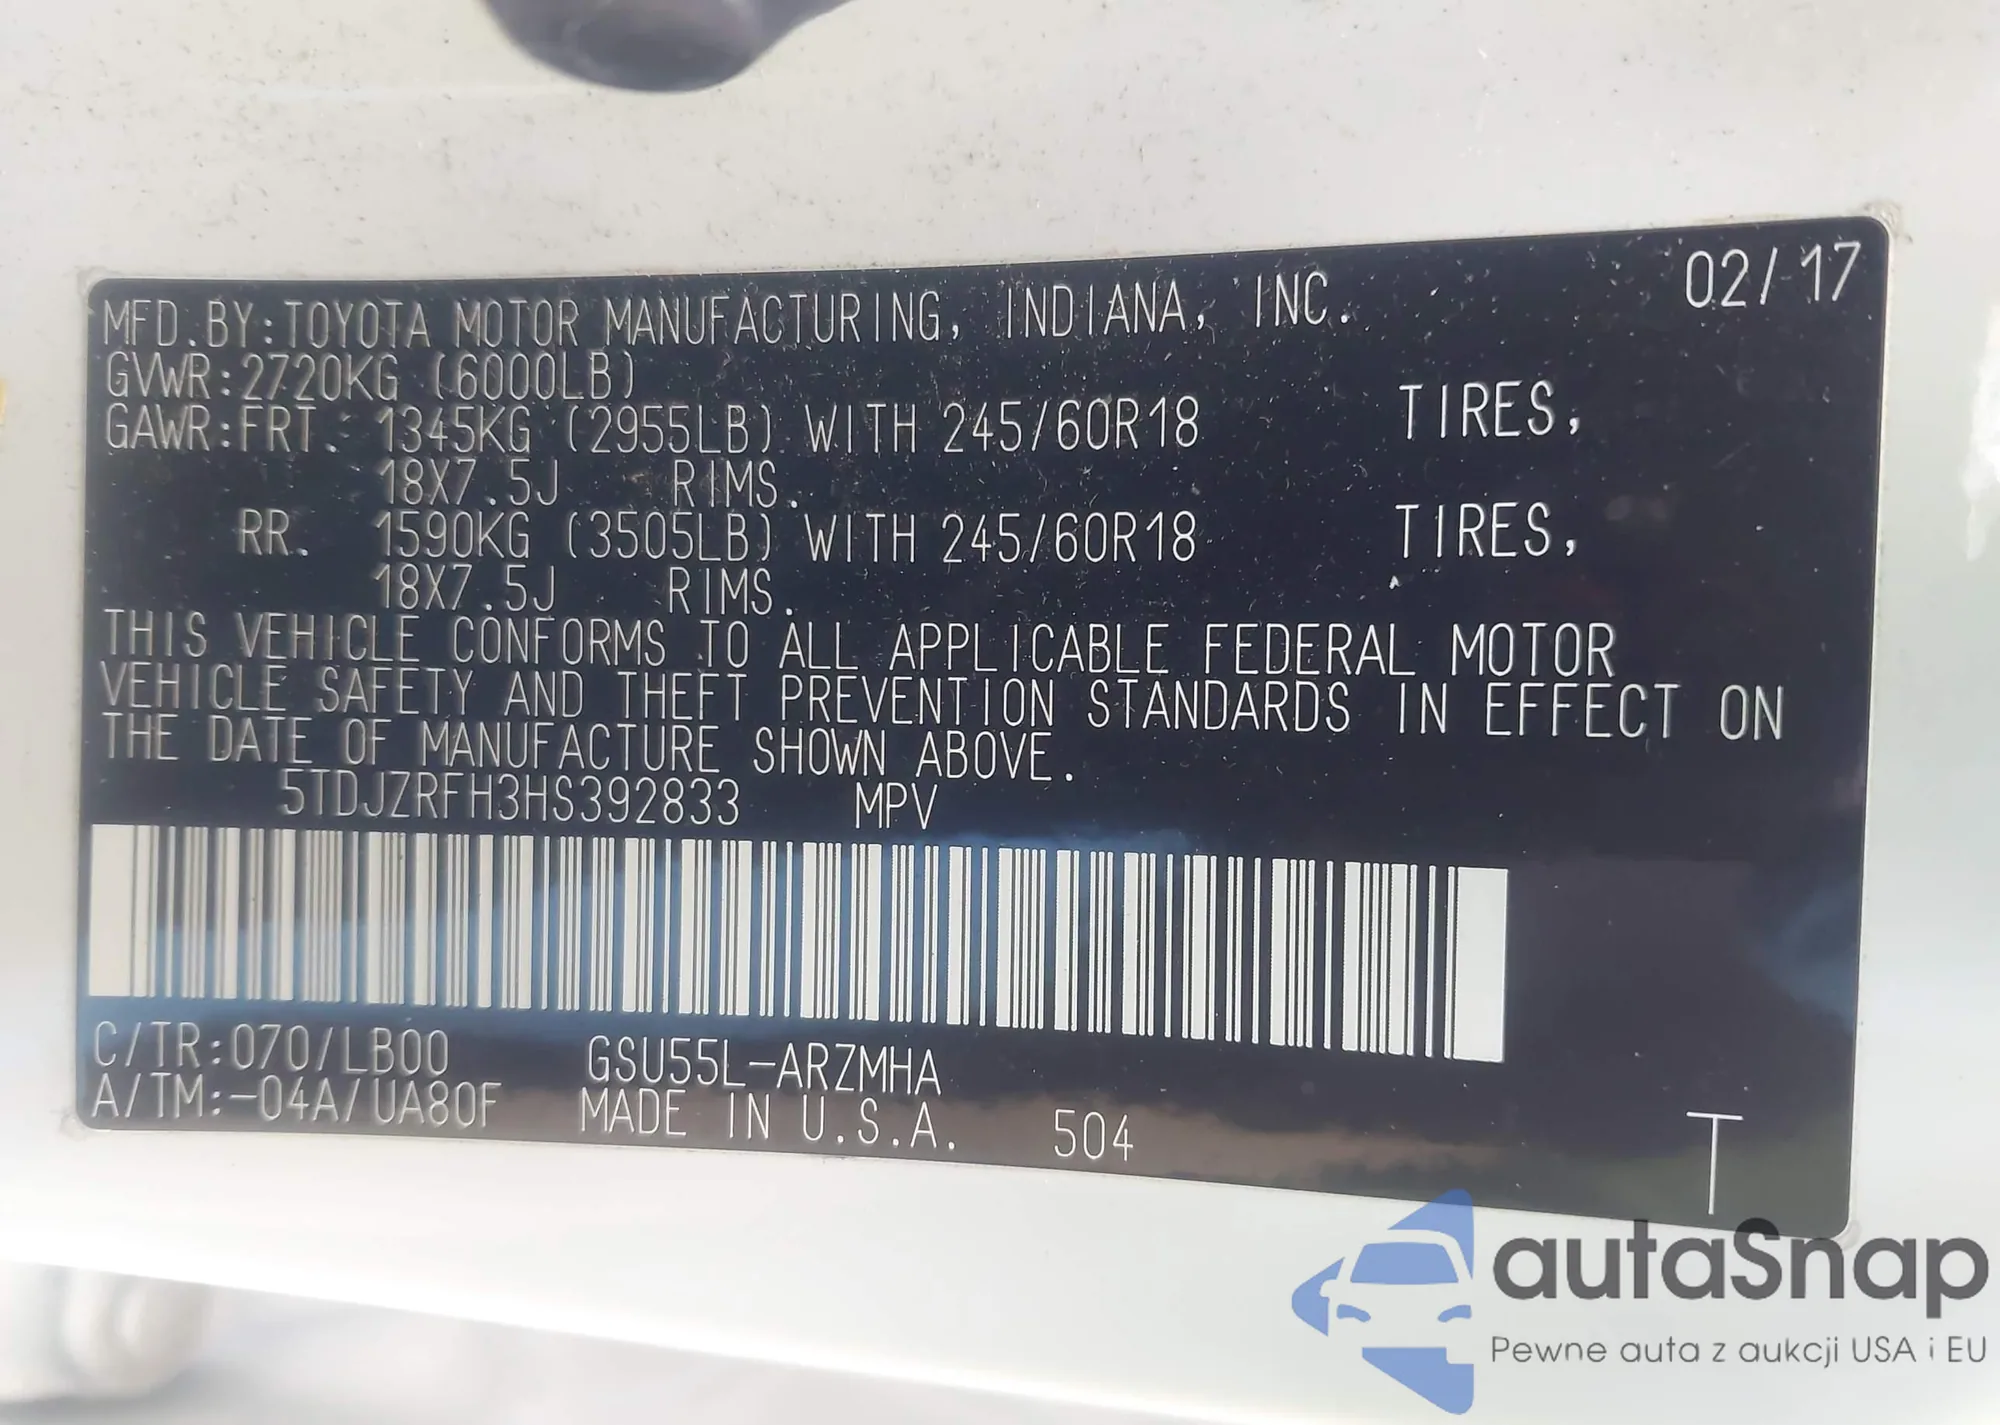 02/17
MFD.BY:TOYOTA MOTOR MANUFACTURING, INDIANA, INC.
GVWR:2720KG (6000LB)
GAWR:FRT. 1345KG (2955LB) WITH 245/60R18 TIRES,
18X7.5J RIMS.
RR. 1590KG (3505LB) WITH 245/60R18 TIRES,
18X7.5J RIMS.
THIS VEHICLE CONFORMS TO ALL APPLICABLE FEDERAL MOTOR
VEHICLE SAFETY AND THEFT PREVENTION STANDARDS IN EFFECT ON
THE DATE OF MANUFACTURE SHOWN ABOVE.
5TDJZRFH3HS392833 MPV
C/TR:070/LB00 GSU55L-ARZMHA
A/TM:-04A/UA80F MADE IN U.S.A. 504
T
autaSnap
Pewne auta z aukcji USA i EU